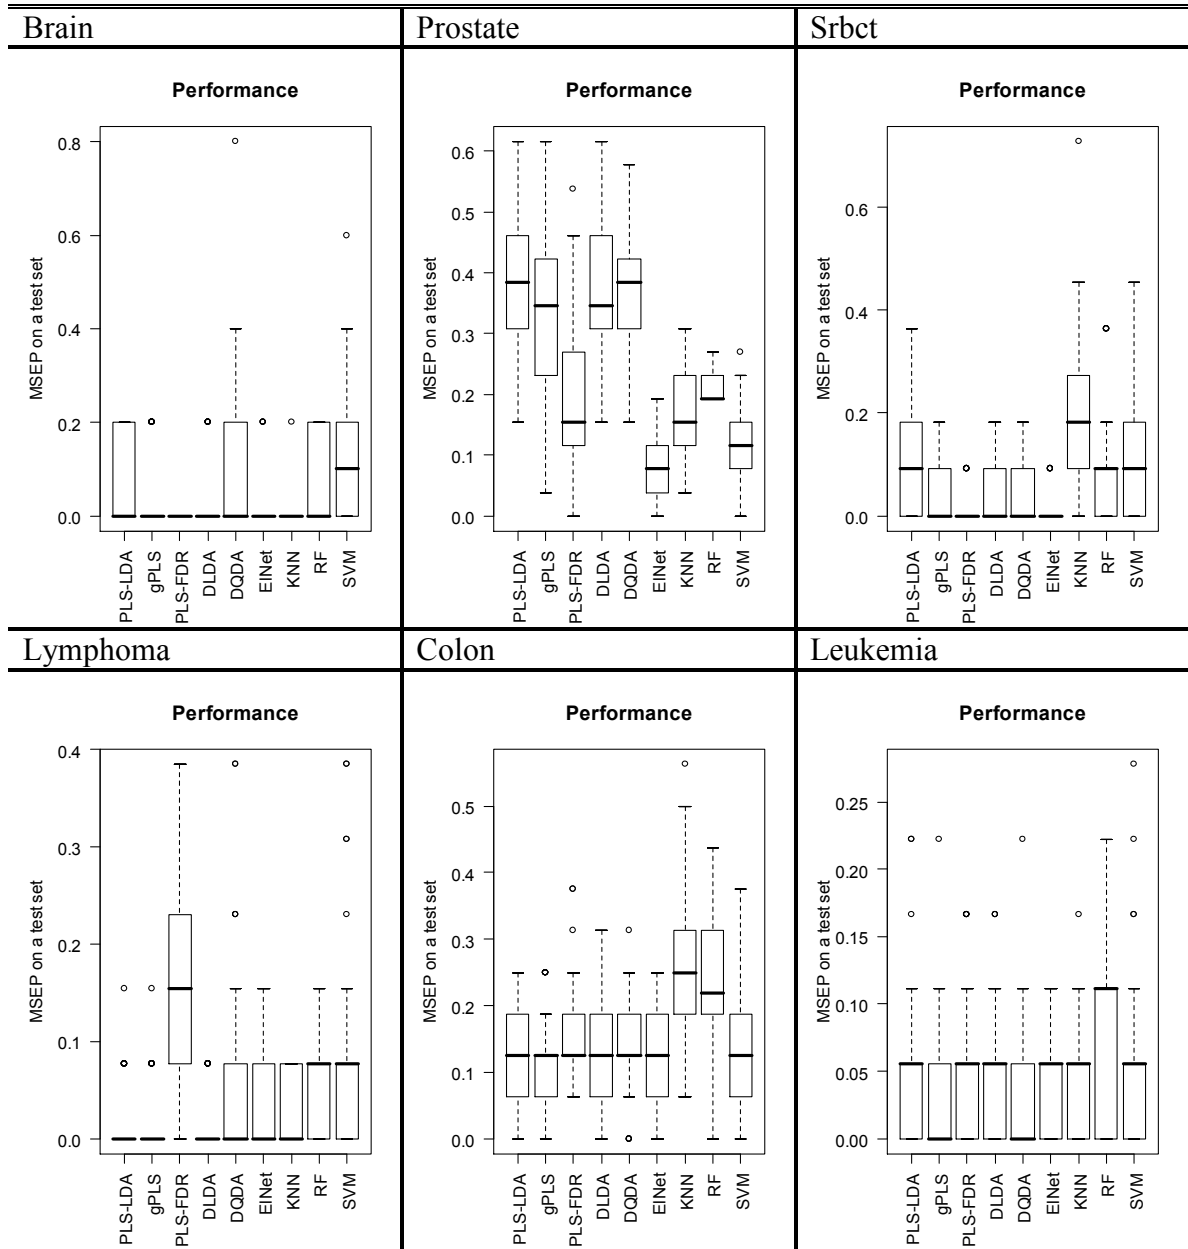 Brain Prostate Srbct
Performance
0.8
0.6
0.4
0.2
0.0
MSEP on a test set
PLS-LDA
gPLS
PLS-FDR
DLDA
DQDA
ElNet
KNN
RF
SVM
Performance
0.6
0.5
0.4
0.3
0.2
0.1
0.0
MSEP on a test set
PLS-LDA
gPLS
PLS-FDR
DLDA
DQDA
ElNet
KNN
RF
SVM
Performance
0.6
0.4
0.2
0.0
MSEP on a test set
PLS-LDA
gPLS
PLS-FDR
DLDA
DQDA
ElNet
KNN
RF
SVM
Lymphoma Colon Leukemia
Performance
0.4
0.3
0.2
0.1
0.0
MSEP on a test set
PLS-LDA
gPLS
PLS-FDR
DLDA
DQDA
ElNet
KNN
RF
SVM
Performance
0.5
0.4
0.3
0.2
0.1
0.0
MSEP on a test set
PLS-LDA
gPLS
PLS-FDR
DLDA
DQDA
ElNet
KNN
RF
SVM
Performance
0.25
0.20
0.15
0.10
0.05
0.00
MSEP on a test set
PLS-LDA
gPLS
PLS-FDR
DLDA
DQDA
ElNet
KNN
RF
SVM